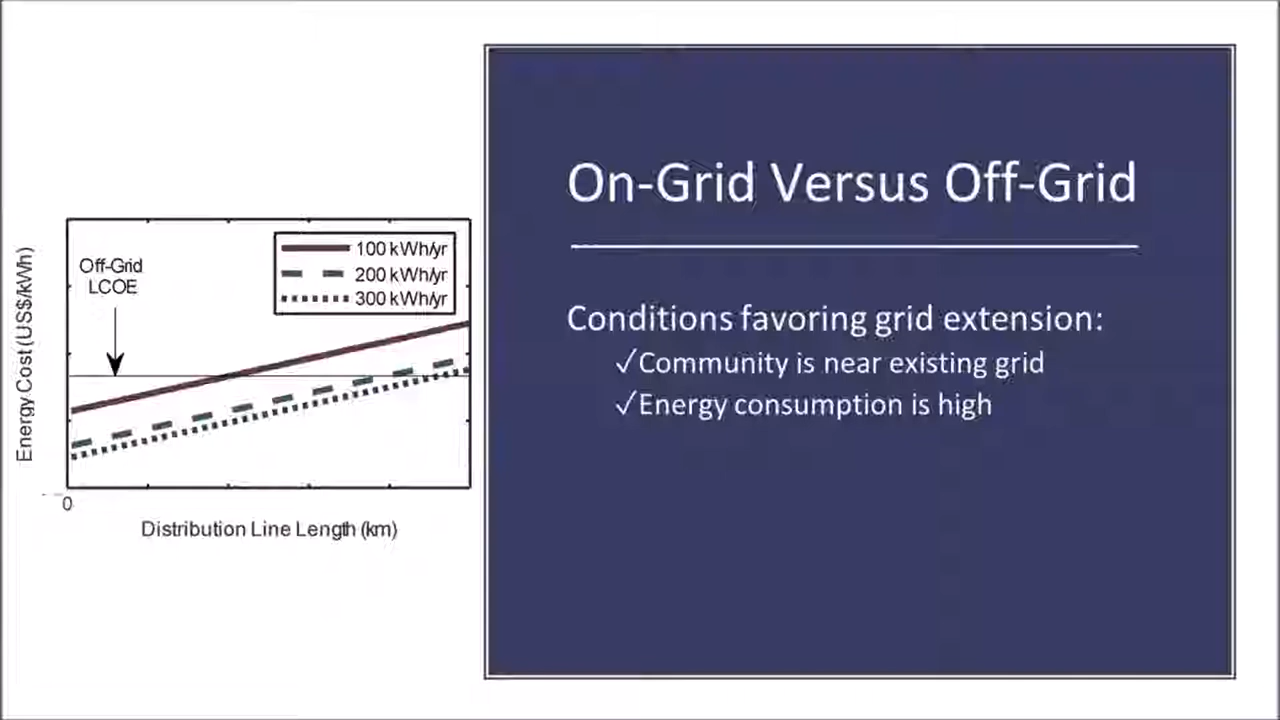 On-Grid Versus Off-Grid
Conditions favoring grid extension:
✓Community is near existing grid
✓Energy consumption is high
Off-Grid
LCOE
100 kWh/yr
200 kWh/yr
300 kWh/yr
Energy Cost (US$/kWh)
0
Distribution Line Length (km)